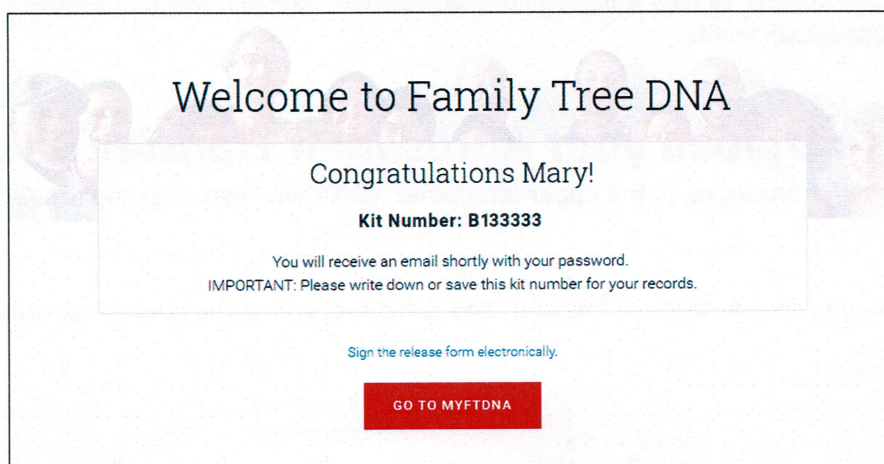 Welcome to Family Tree DNA
Congratulations Mary!
Kit Number: B133333
You will receive an email shortly with your password.
IMPORTANT: Please write down or save this kit number for your records.
Sign the release form electronically.
GO TO MYFTDNA